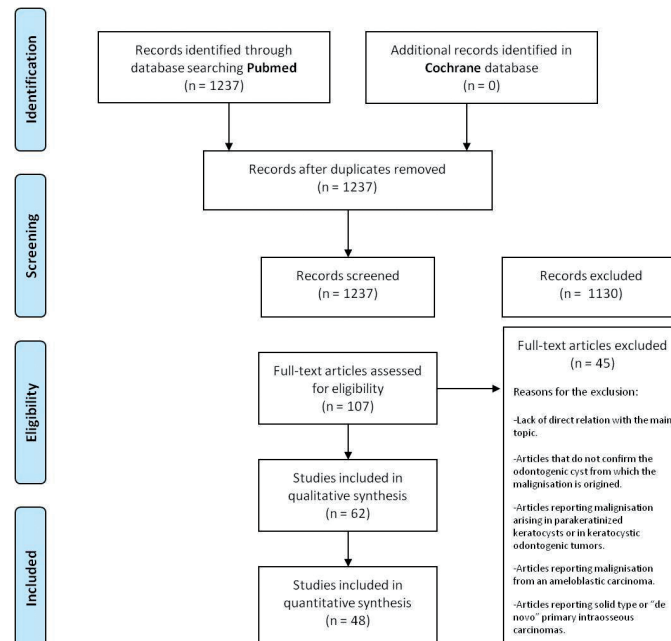 Identification
Records identified through
database searching Pubmed
(n = 1237)
Additional records identified in
Cochrane database
(n = 0)
Records after duplicates removed
(n = 1237)
Screening
Records screened
(n = 1237)
Records excluded
(n = 1130)
Eligibility
Full-text articles assessed
for eligibility
(n = 107)
Full-text articles excluded
(n = 45)
Reasons for the exclusion:
-Lack of direct relation with the main
topic.
-Articles that do not confirm the
odontogenic cyst from which the
malignisation is origined.
-Articles reporting malignisation
arising in parakeratinized
keratocysts or in keratocystic
odontogenic tumors.
-Articles reporting malignisation
from an ameloblastic carcinoma.
-Articles reporting solid type or "de
novo" primary intraosseous
carcinomas.
Studies included in
qualitative synthesis
(n = 62)
Included
Studies included in
quantitative synthesis
(n = 48)